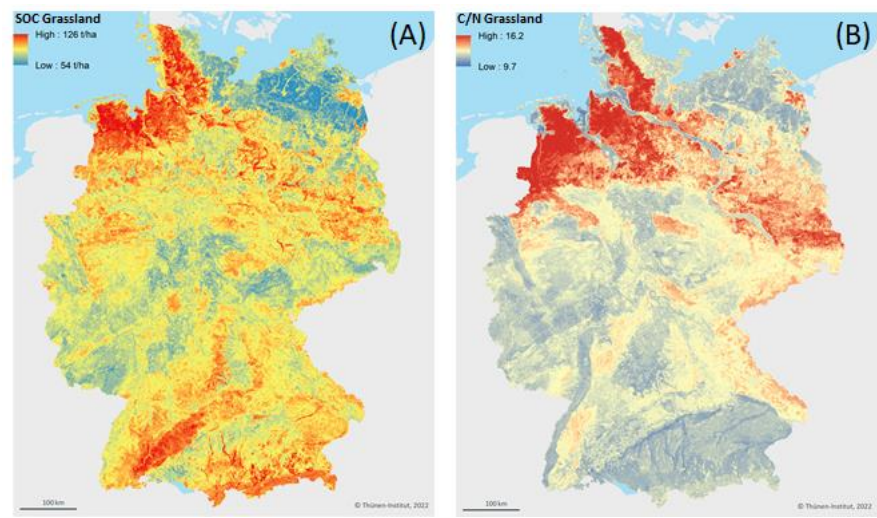 SOC Grassland
High : 126 t/ha
Low : 54 t/ha
(A)
100 km
© Thünen-Institut, 2022
C/N Grassland
High : 16.2
Low : 9.7
(B)
100 km
© Thünen-Institut, 2022